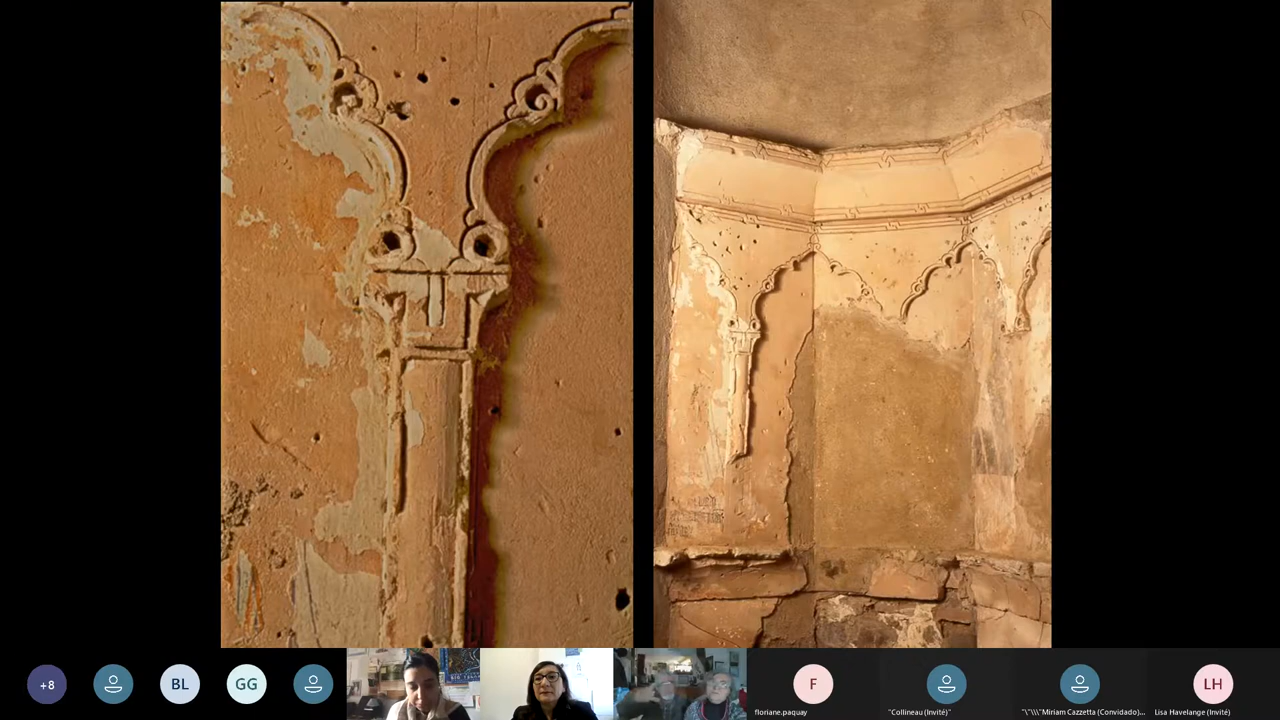 +8
BL
GG
F
LH
floriane.paquay
"Collineau (Invité)"
"\"\\\"Miriam Cazzetta (Convidado)...
Lisa Havelange (Invité)